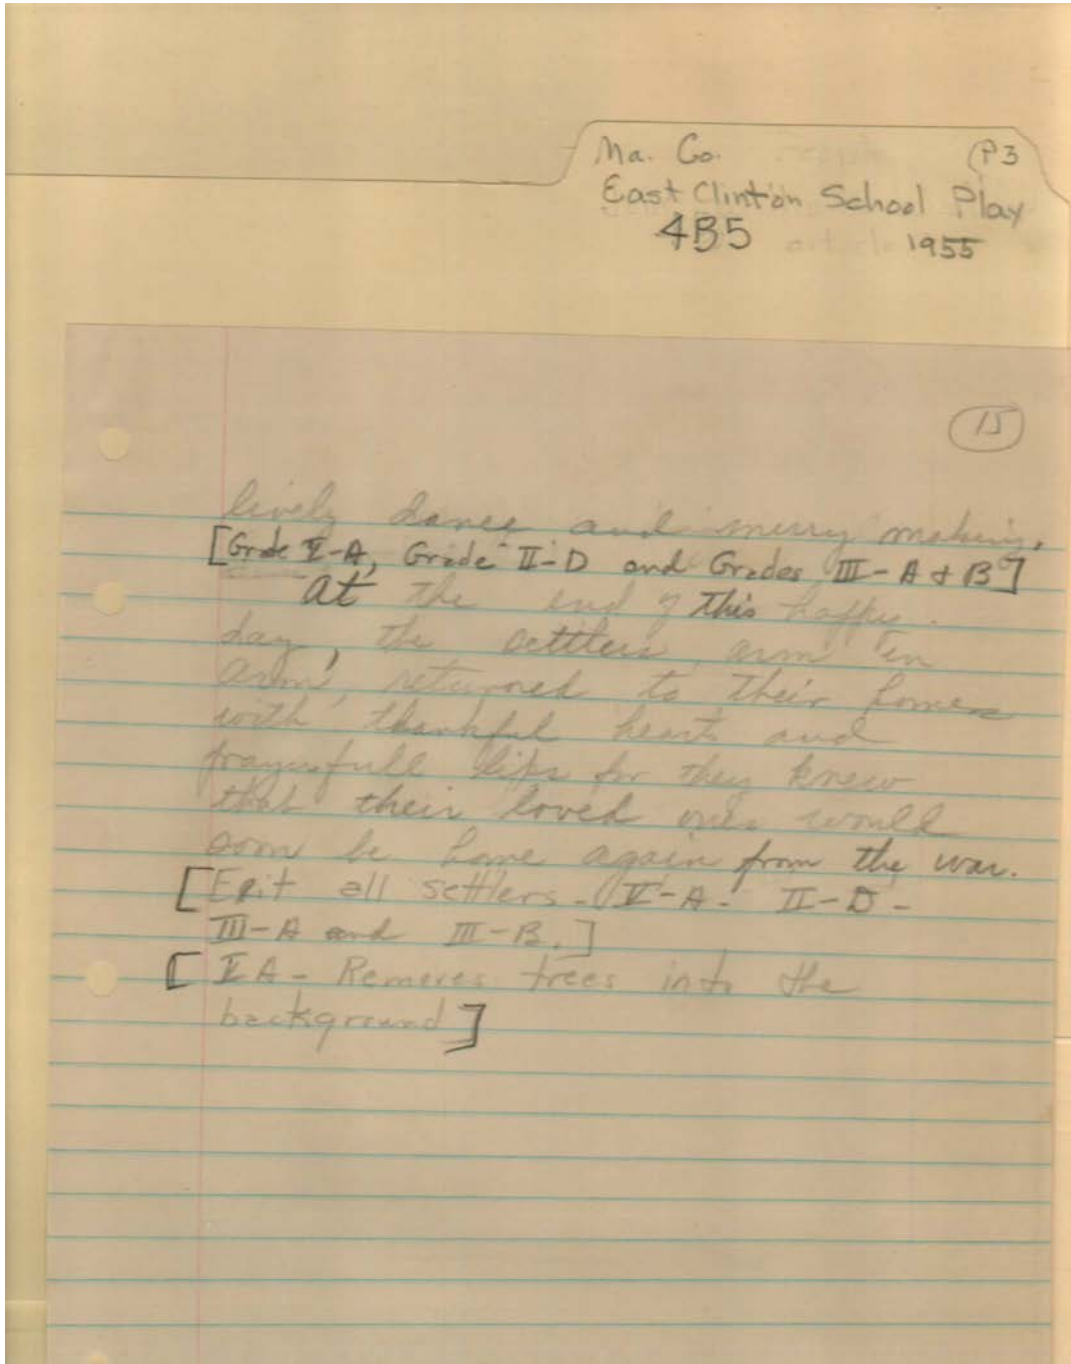 Ma. Co. P3
East Clinton School Play
4B5 1955
15
lively dance and merry making.
[Grade V-A, Grade II-D and Grades III-A + B]
At the end of this happy
day, the settlers, arm in
arm, returned to their homes
with thankful hearts and
prayerfull lips for they knew
that their loved ones would
soon be home again from the war.
[Exit all settlers - V-A - II-D -
III-A and III-B.]
[ A - Removes trees into the
background]